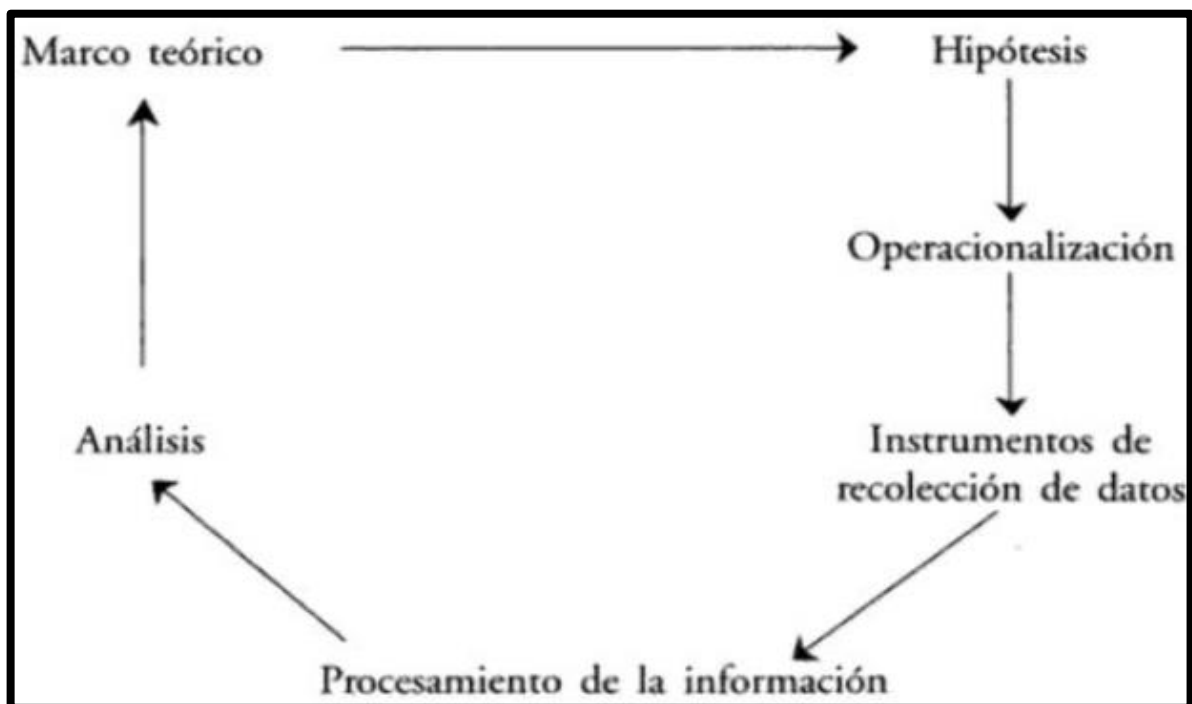 Marco teórico
Hipótesis
Operacionalización
Instrumentos de
recolección de datos
Análisis
Procesamiento de la información